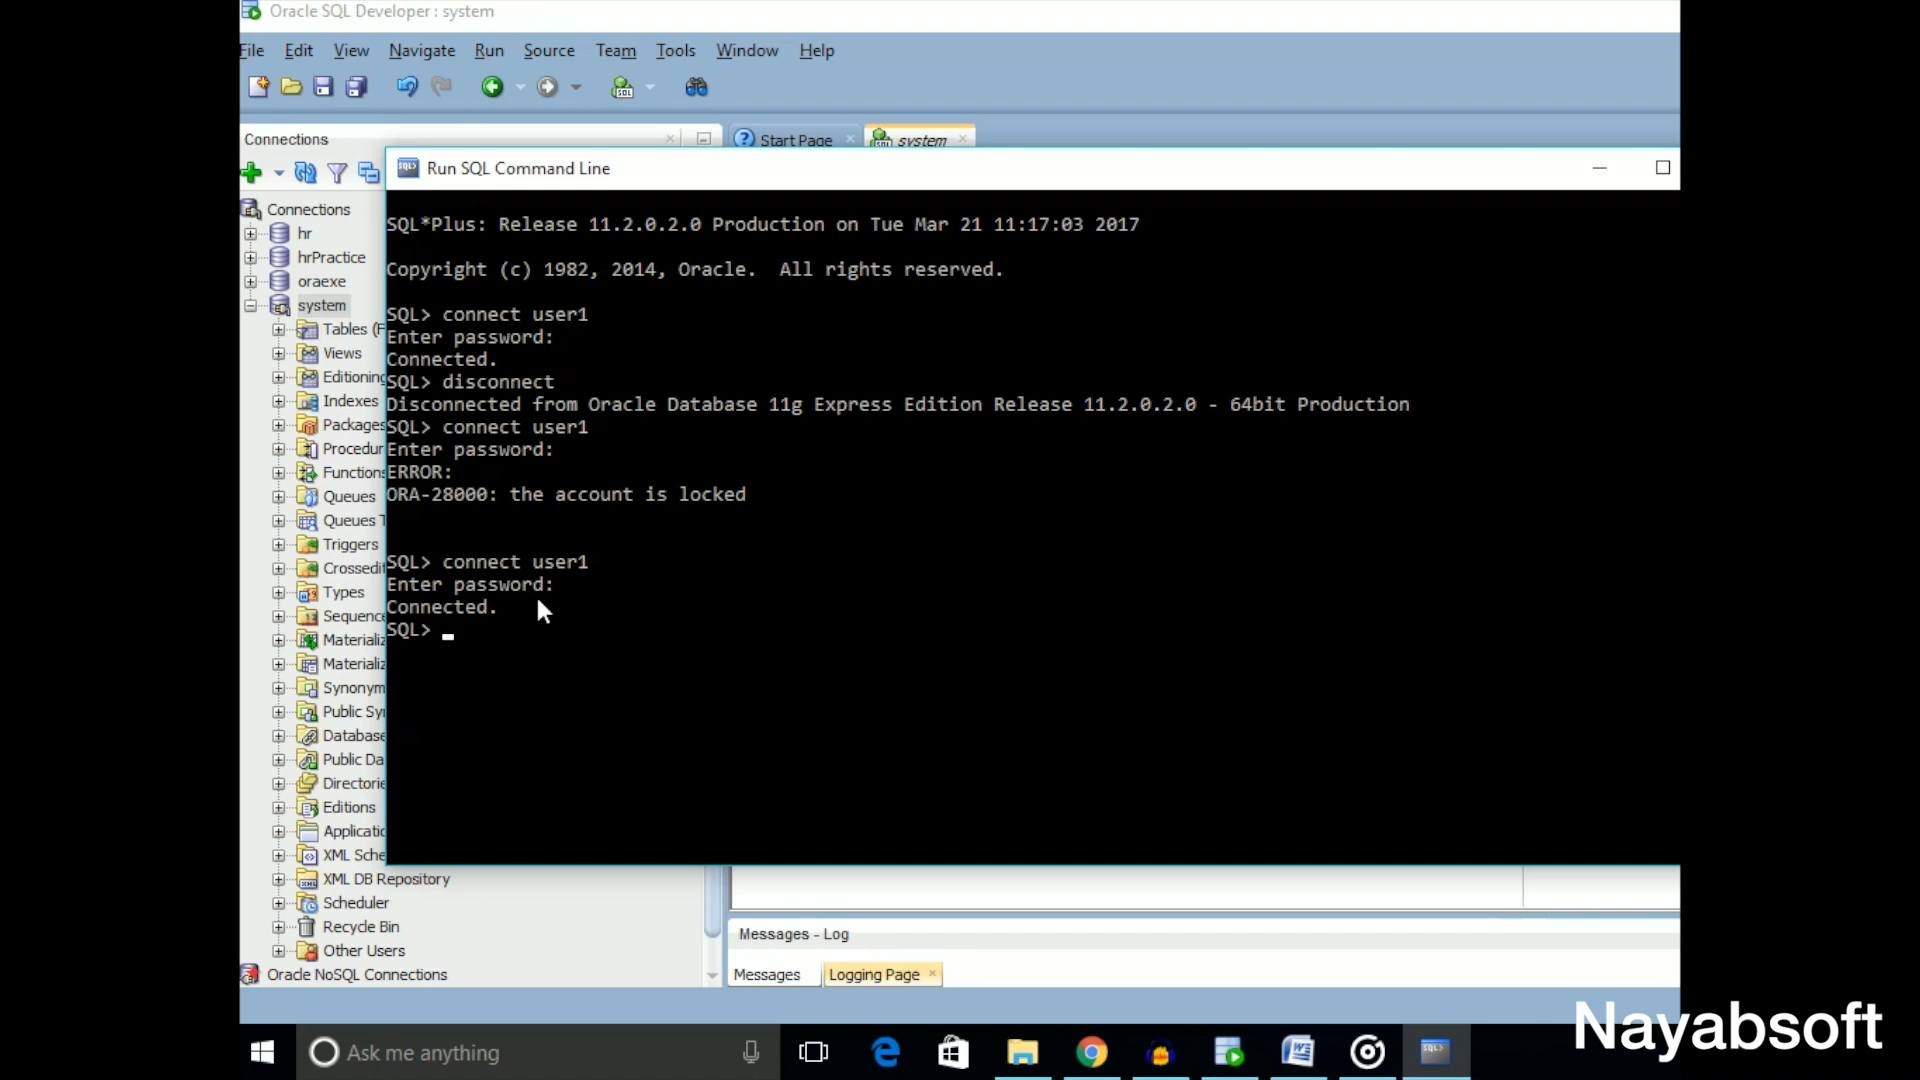 Oracle SQL Developer : system
File Edit View Navigate Run Source Team Tools Window Help
Connections
Start Page
system
Run SQL Command Line
Connections
hr
hrPractice
oraexe
system
Tables (F
Views
Editioning
Indexes
Packages
Procedur
Functions
Queues
Queues T
Triggers
Crossedit
Types
Sequence
Materializ
Materializ
Synonym
Public Sy
Database
Public Da
Directorie
Editions
Applicatio
XML Sche
XML DB Repository
Scheduler
Recycle Bin
Other Users
Oracle NoSQL Connections
SQL*Plus: Release 11.2.0.2.0 Production on Tue Mar 21 11:17:03 2017
Copyright (c) 1982, 2014, Oracle.  All rights reserved.
SQL> connect user1
Enter password:
Connected.
SQL> disconnect
Disconnected from Oracle Database 11g Express Edition Release 11.2.0.2.0 - 64bit Production
SQL> connect user1
Enter password:
ERROR:
ORA-28000: the account is locked
SQL> connect user1
Enter password:
Connected.
SQL> _
Messages - Log
Messages
Logging Page
Ask me anything
Nayabsoft